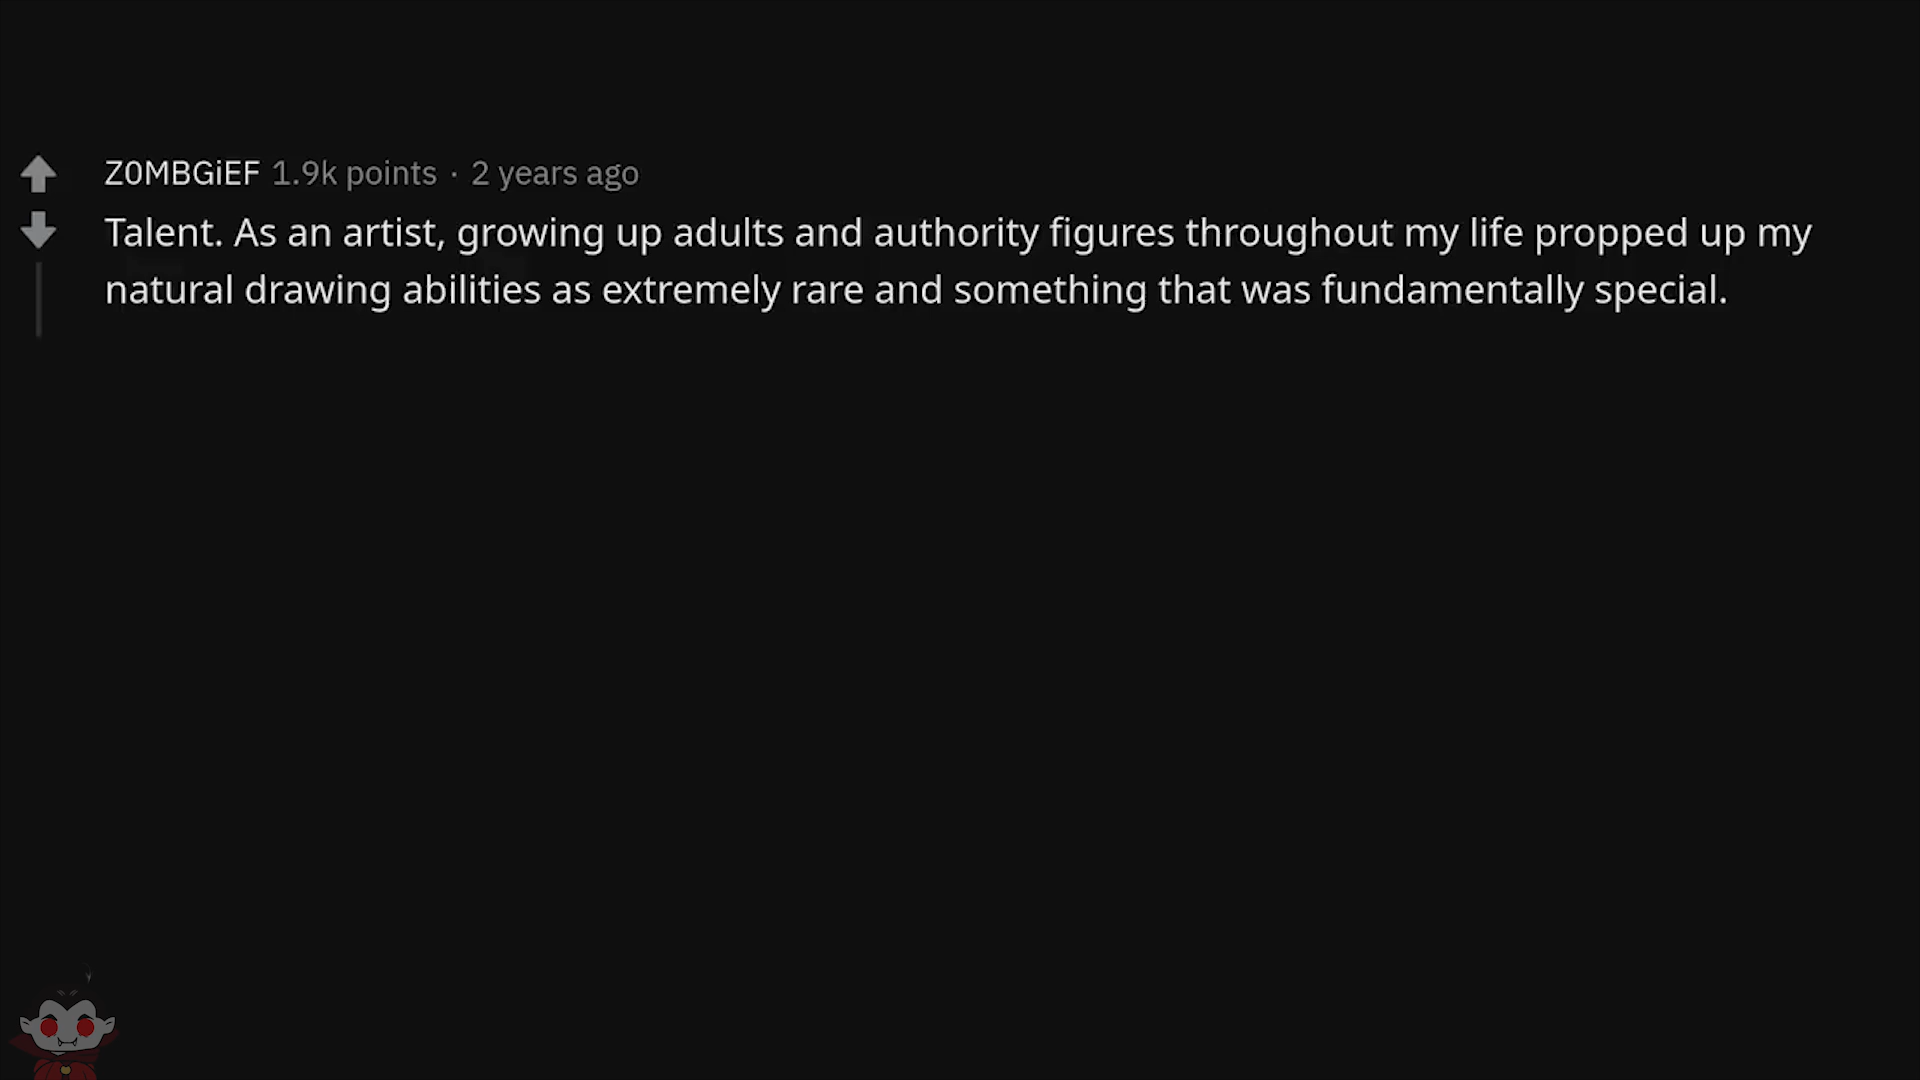 Z0MBGiEF 1.9k points · 2 years ago
Talent. As an artist, growing up adults and authority figures throughout my life propped up my
natural drawing abilities as extremely rare and something that was fundamentally special.